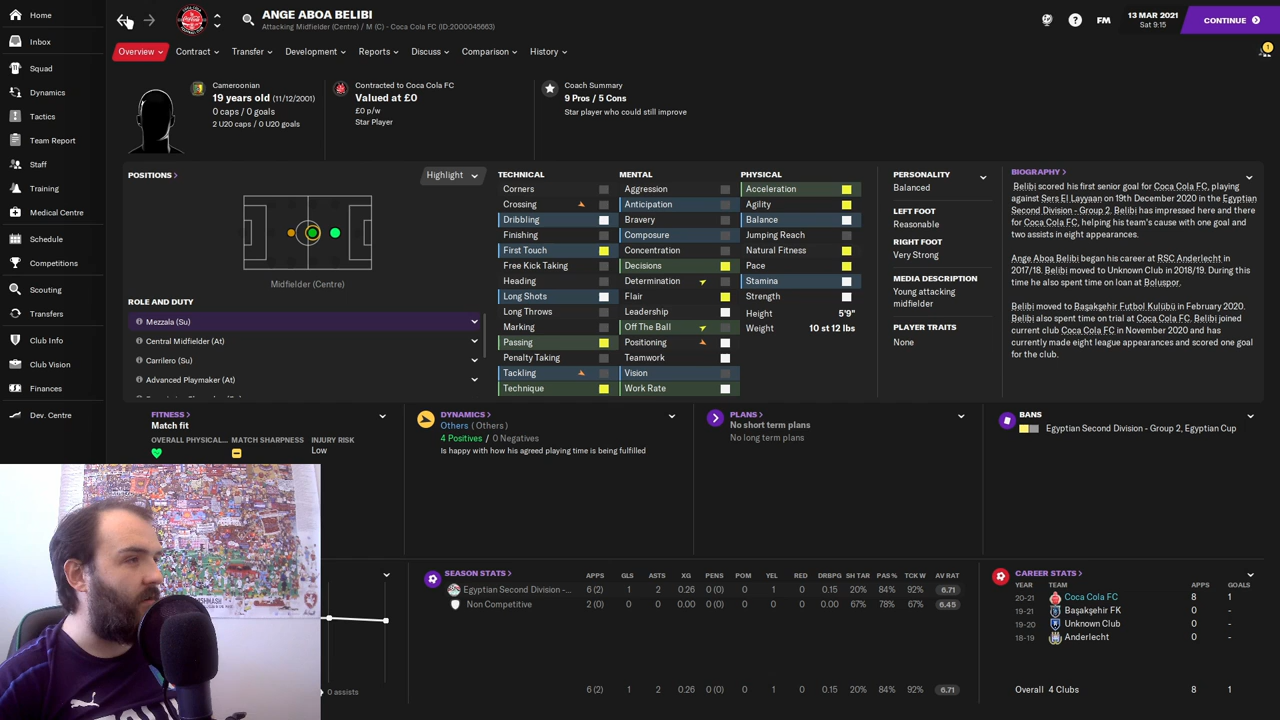 Home
Inbox
Squad
Dynamics
Tactics
Team Report
Staff
Training
Medical Centre
Schedule
Competitions
Scouting
Transfers
Club Info
Club Vision
Finances
Dev. Centre
ANGE ABOA BELIBI
Attacking Midfielder (Centre) / M (C) - Coca Cola FC (ID:2000045663)
FM
13 MAR 2021
Sat 9:15
CONTINUE
Overview
Contract
Transfer
Development
Reports
Discuss
Comparison
History
1
Cameroonian
19 years old (11/12/2001)
0 caps / 0 goals
2 U20 caps / 0 U20 goals
Contracted to Coca Cola FC
Valued at £0
£0 p/w
Star Player
Coach Summary
9 Pros / 5 Cons
Star player who could still improve
POSITIONS
Highlight
Midfielder (Centre)
ROLE AND DUTY
Mezzala (Su)
Central Midfielder (At)
Carrilero (Su)
Advanced Playmaker (At)
TECHNICAL
Corners
Crossing
Dribbling
Finishing
First Touch
Free Kick Taking
Heading
Long Shots
Long Throws
Marking
Passing
Penalty Taking
Tackling
Technique
MENTAL
Aggression
Anticipation
Bravery
Composure
Concentration
Decisions
Determination
Flair
Leadership
Off The Ball
Positioning
Teamwork
Vision
Work Rate
PHYSICAL
Acceleration
Agility
Balance
Jumping Reach
Natural Fitness
Pace
Stamina
Strength
Height 5'9"
Weight 10 st 12 lbs
PERSONALITY
Balanced
LEFT FOOT
Reasonable
RIGHT FOOT
Very Strong
MEDIA DESCRIPTION
Young attacking
midfielder
PLAYER TRAITS
None
BIOGRAPHY
Belibi scored his first senior goal for Coca Cola FC, playing
against Sers El Layyaan on 19th December 2020 in the Egyptian
Second Division - Group 2. Belibi has impressed here and there
for Coca Cola FC, helping his team's cause with one goal and
two assists in eight appearances.
Ange Aboa Belibi began his career at RSC Anderlecht in
2017/18. Belibi moved to Unknown Club in 2018/19. During this
time he also spent time on loan at Boluspor.
Belibi moved to Başakşehir Futbol Kulübü in February 2020.
Belibi also spent time on trial at Coca Cola FC. Belibi joined
current club Coca Cola FC in November 2020 and has
currently made eight league appearances and scored one goal
for the club.
FITNESS
Match fit
OVERALL PHYSICAL... MATCH SHARPNESS INJURY RISK
Low
DYNAMICS
Others ( Others )
4 Positives / 0 Negatives
Is happy with how his agreed playing time is being fulfilled
PLANS
No short term plans
No long term plans
BANS
Egyptian Second Division - Group 2, Egyptian Cup
0 assists
SEASON STATS APPS GLS ASTS XG PENS POM YEL RED DRBPG SH TAR PAS% TCK W AV RAT
Egyptian Second Division -... 6 (2) 1 2 0.26 0 (0) 0 1 0 0.15 20% 84% 92% 6.71
Non Competitive 2 (0) 0 0 0.00 0 (0) 0 0 0 0.00 67% 78% 67% 6.45
6 (2) 1 2 0.26 0 (0) 0 1 0 0.15 20% 84% 92% 6.71
CAREER STATS
YEAR TEAM APPS GOALS
20-21 Coca Cola FC 8 1
19-21 Başakşehir FK 0 -
19-20 Unknown Club 0 -
18-19 Anderlecht 0 -
Overall 4 Clubs 8 1